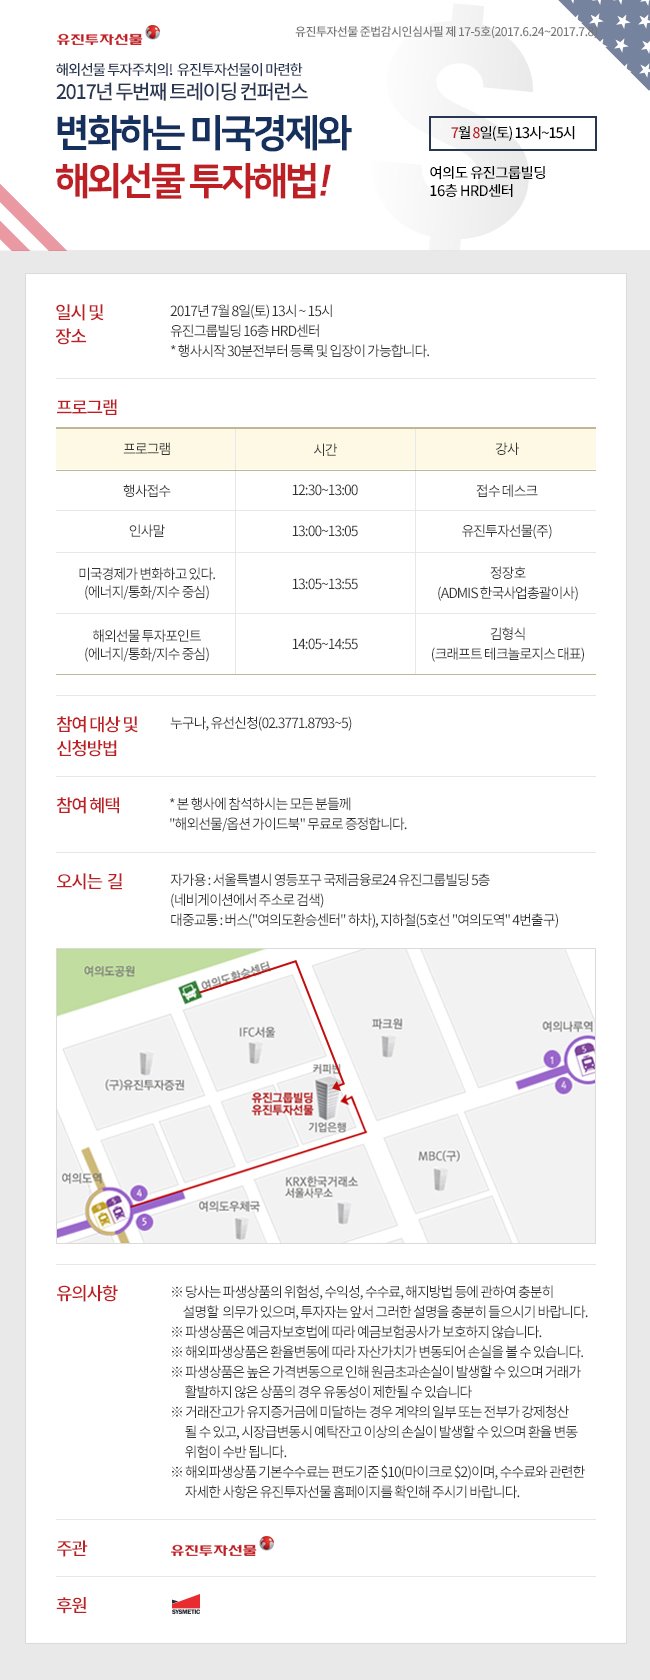 유진투자선물
유진투자선물 준법감시인심사필 제 17-5호(2017.6.24~2017.7.8)
해외선물 투자주치의! 유진투자선물이 마련한
2017년 두번째 트레이딩 컨퍼런스
변화하는 미국경제와
해외선물 투자해법!
7월 8일(토) 13시~15시
여의도 유진그룹빌딩
16층 HRD센터
일시 및
장소
2017년 7월 8일(토) 13시 ~ 15시
유진그룹빌딩 16층 HRD센터
* 행사시작 30분전부터 등록 및 입장이 가능합니다.
프로그램
프로그램 시간 강사
행사접수 12:30~13:00 접수 데스크
인사말 13:00~13:05 유진투자선물(주)
미국경제가 변화하고 있다.
(에너지/통화/지수 중심)
13:05~13:55
정장호
(ADMIS 한국사업총괄이사)
해외선물 투자포인트
(에너지/통화/지수 중심)
14:05~14:55
김형식
(크래프트 테크놀로지스 대표)
참여 대상 및
신청방법
누구나, 유선신청(02.3771.8793~5)
참여 혜택
* 본 행사에 참석하시는 모든 분들께
"해외선물/옵션 가이드북" 무료로 증정합니다.
오시는 길
자가용 : 서울특별시 영등포구 국제금융로24 유진그룹빌딩 5층
(네비게이션에서 주소로 검색)
대중교통 : 버스("여의도환승센터" 하차), 지하철(5호선 "여의도역" 4번출구)
여의도공원
여의도환승센터
IFC서울
파크원
여의나루역
1
5
4
(구)유진투자증권
커피빈
유진그룹빌딩
유진투자선물
기업은행
MBC(구)
여의도역
4
5
KRX한국거래소
서울사무소
여의도우체국
유의사항
※ 당사는 파생상품의 위험성, 수익성, 수수료, 해지방법 등에 관하여 충분히
설명할 의무가 있으며, 투자자는 앞서 그러한 설명을 충분히 들으시기 바랍니다.
※ 파생상품은 예금자보호법에 따라 예금보험공사가 보호하지 않습니다.
※ 해외파생상품은 환율변동에 따라 자산가치가 변동되어 손실을 볼 수 있습니다.
※ 파생상품은 높은 가격변동으로 인해 원금초과손실이 발생할 수 있으며 거래가
활발하지 않은 상품의 경우 유동성이 제한될 수 있습니다
※ 거래잔고가 유지증거금에 미달하는 경우 계약의 일부 또는 전부가 강제청산
될 수 있고, 시장급변동시 예탁잔고 이상의 손실이 발생할 수 있으며 환율 변동
위험이 수반 됩니다.
※ 해외파생상품 기본수수료는 편도기준 $10(마이크로 $2)이며, 수수료와 관련한
자세한 사항은 유진투자선물 홈페이지를 확인해 주시기 바랍니다.
주관
유진투자선물
후원
SYSMETIC